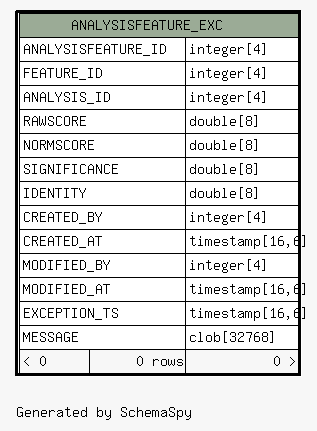 ANALYSISFEATURE_EXC
ANALYSISFEATURE_ID integer[4]
FEATURE_ID integer[4]
ANALYSIS_ID integer[4]
RAWSCORE double[8]
NORMSCORE double[8]
SIGNIFICANCE double[8]
IDENTITY double[8]
CREATED_BY integer[4]
CREATED_AT timestamp[16,6]
MODIFIED_BY integer[4]
MODIFIED_AT timestamp[16,6]
EXCEPTION_TS timestamp[16,6]
MESSAGE clob[32768]
< 0 0 rows 0 >
Generated by SchemaSpy